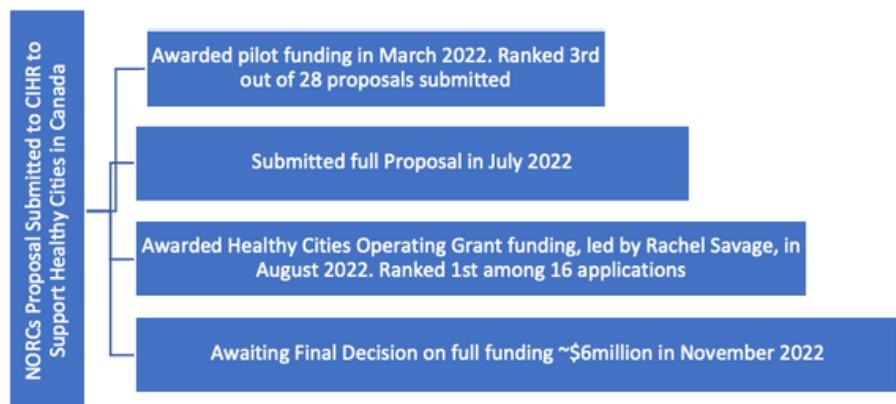 NORCs Proposal Submitted to CIHR to
Support Healthy Cities in Canada
Awarded pilot funding in March 2022. Ranked 3rd
out of 28 proposals submitted
Submitted full Proposal in July 2022
Awarded Healthy Cities Operating Grant funding, led by Rachel Savage, in
August 2022. Ranked 1st among 16 applications
Awaiting Final Decision on full funding ~$6million in November 2022